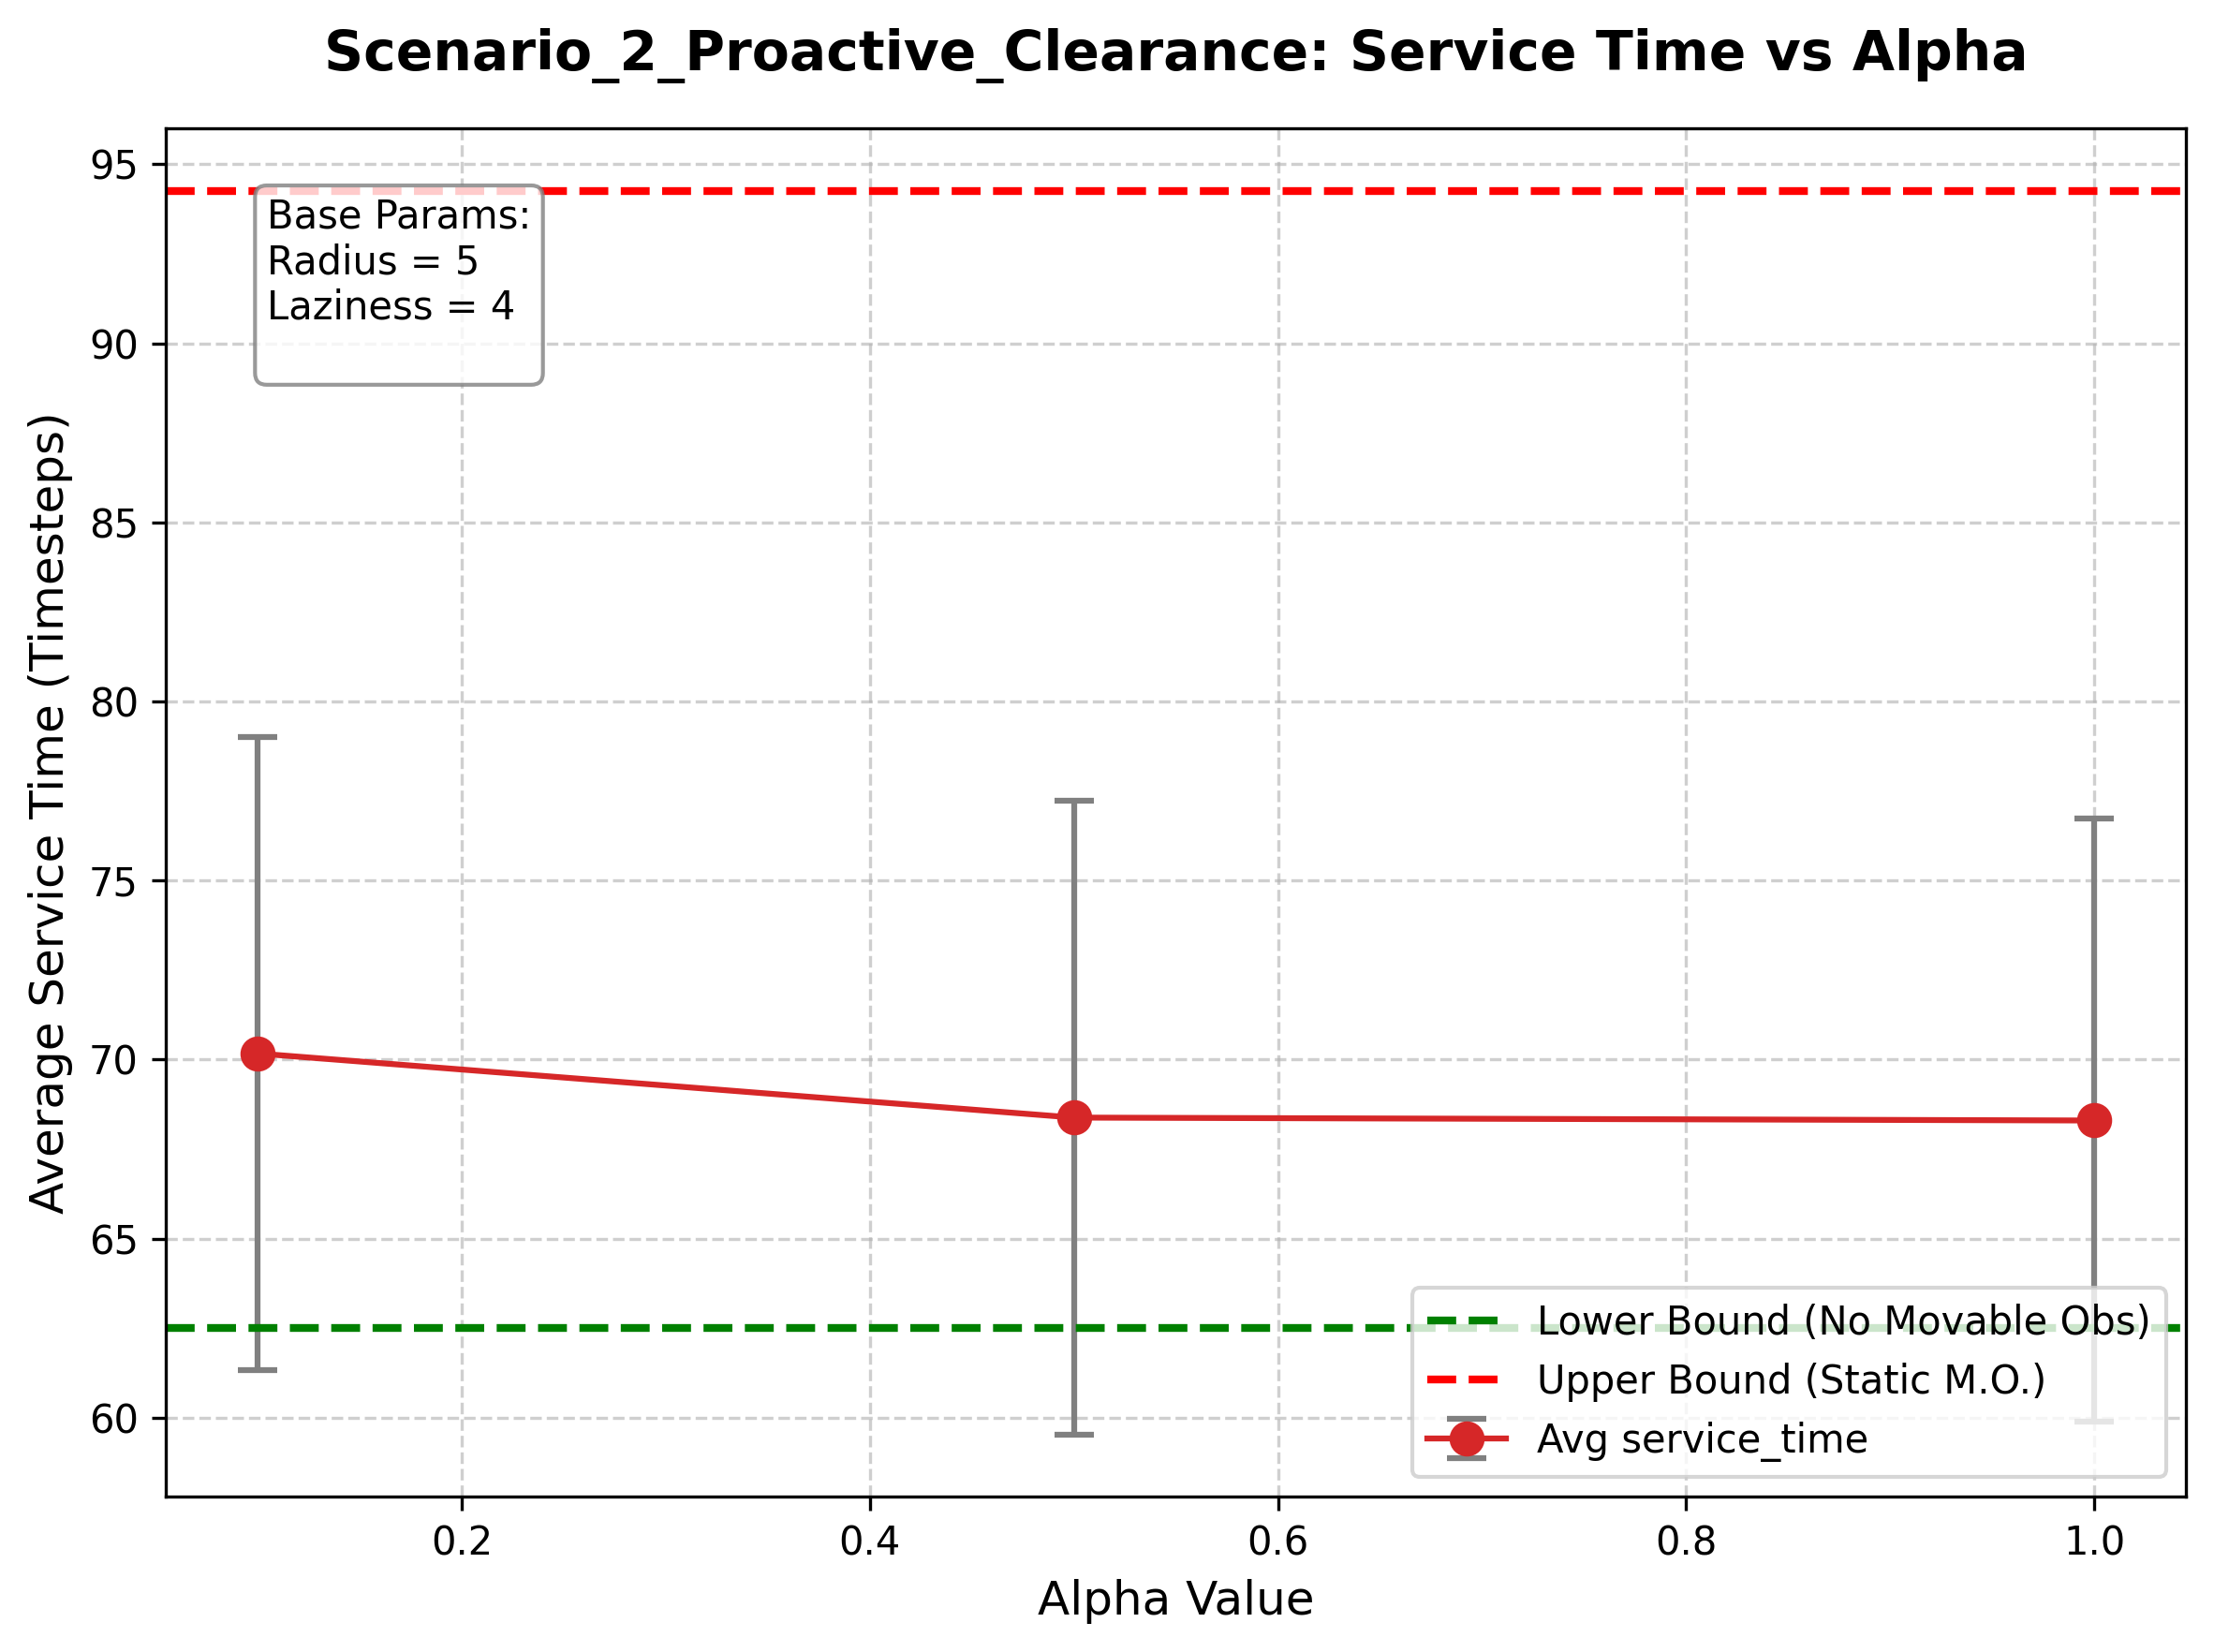 Scenario_2_Proactive_Clearance: Service Time vs Alpha
Average Service Time (Timesteps)
95
90
85
80
75
70
65
60
Base Params:
Radius = 5
Laziness = 4
Lower Bound (No Movable Obs)
Upper Bound (Static M.O.)
Avg service_time
0.2
0.4
0.6
0.8
1.0
Alpha Value